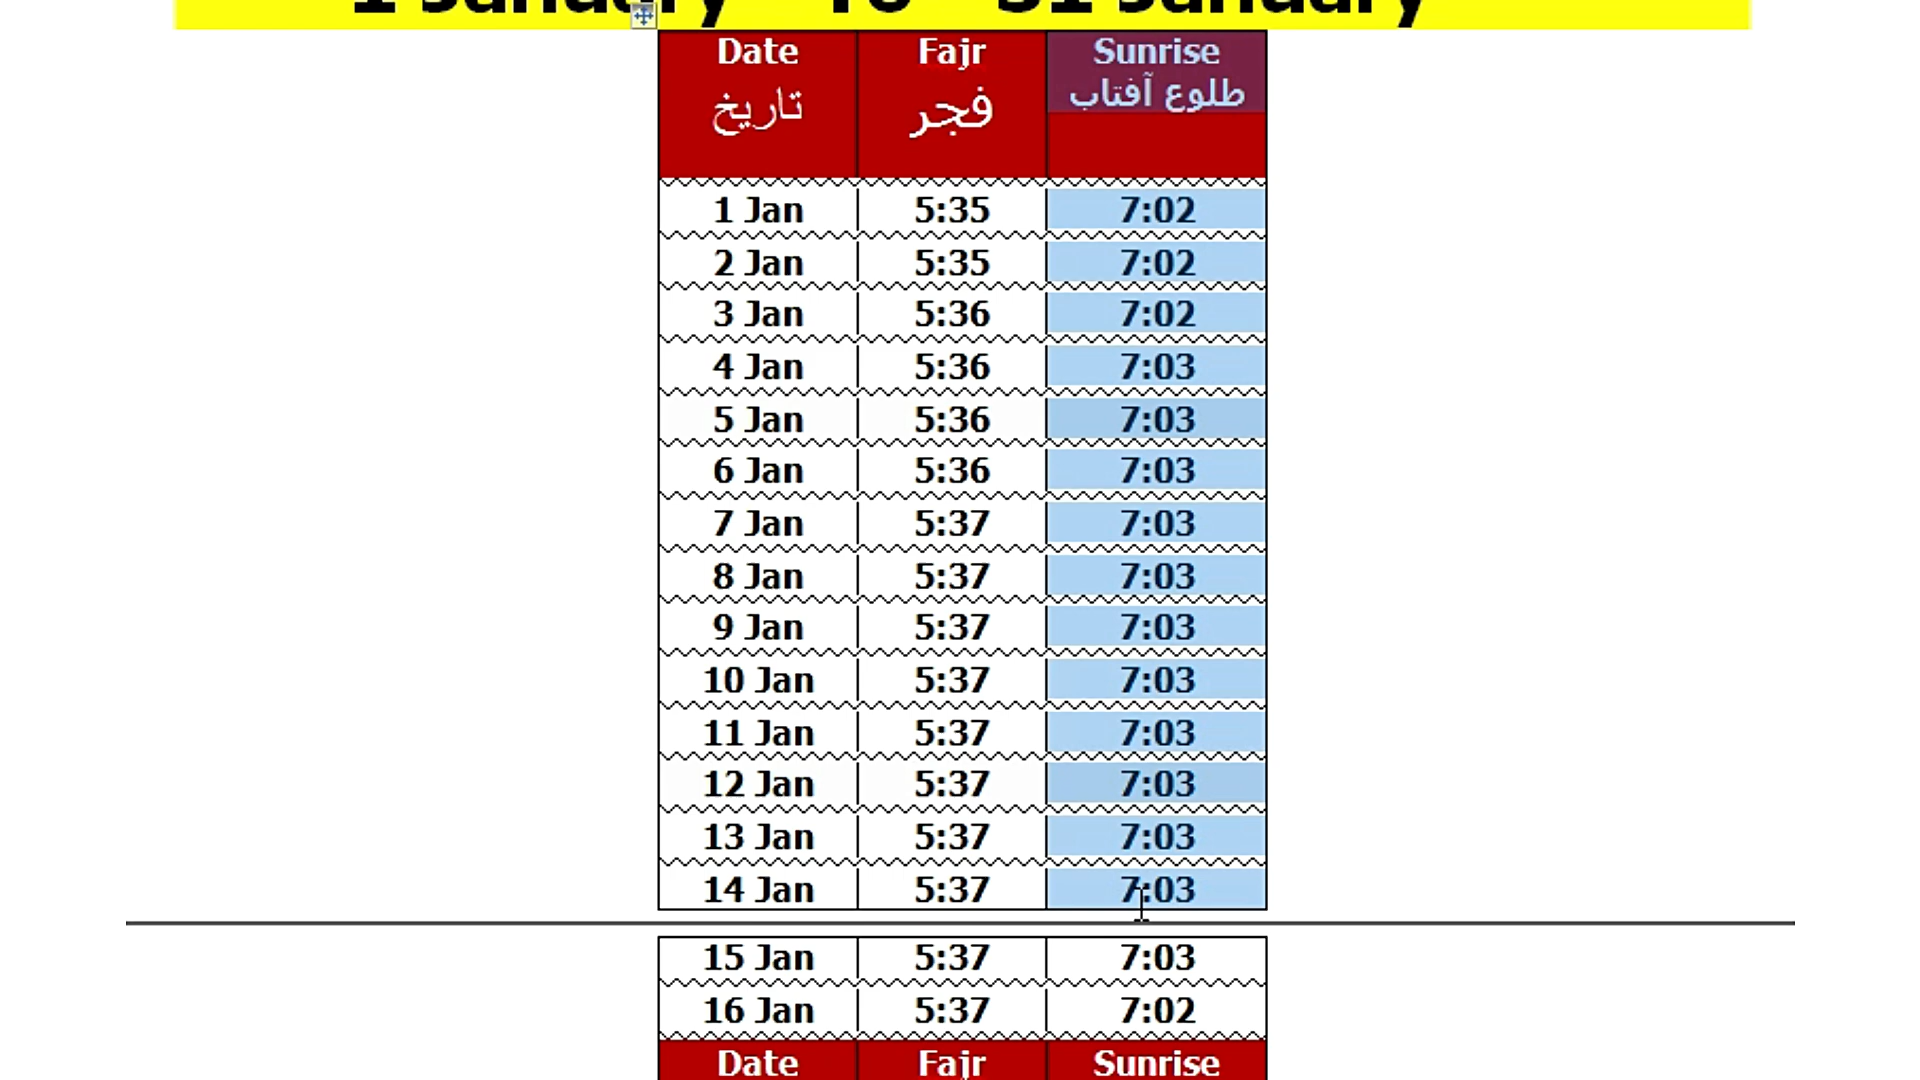 1 January To 31 January
Date Fajr Sunrise
تاریخ فجر طلوع آفتاب
1 Jan 5:35 7:02
2 Jan 5:35 7:02
3 Jan 5:36 7:02
4 Jan 5:36 7:03
5 Jan 5:36 7:03
6 Jan 5:36 7:03
7 Jan 5:37 7:03
8 Jan 5:37 7:03
9 Jan 5:37 7:03
10 Jan 5:37 7:03
11 Jan 5:37 7:03
12 Jan 5:37 7:03
13 Jan 5:37 7:03
14 Jan 5:37 7:03
15 Jan 5:37 7:03
16 Jan 5:37 7:02
Date Fajr Sunrise